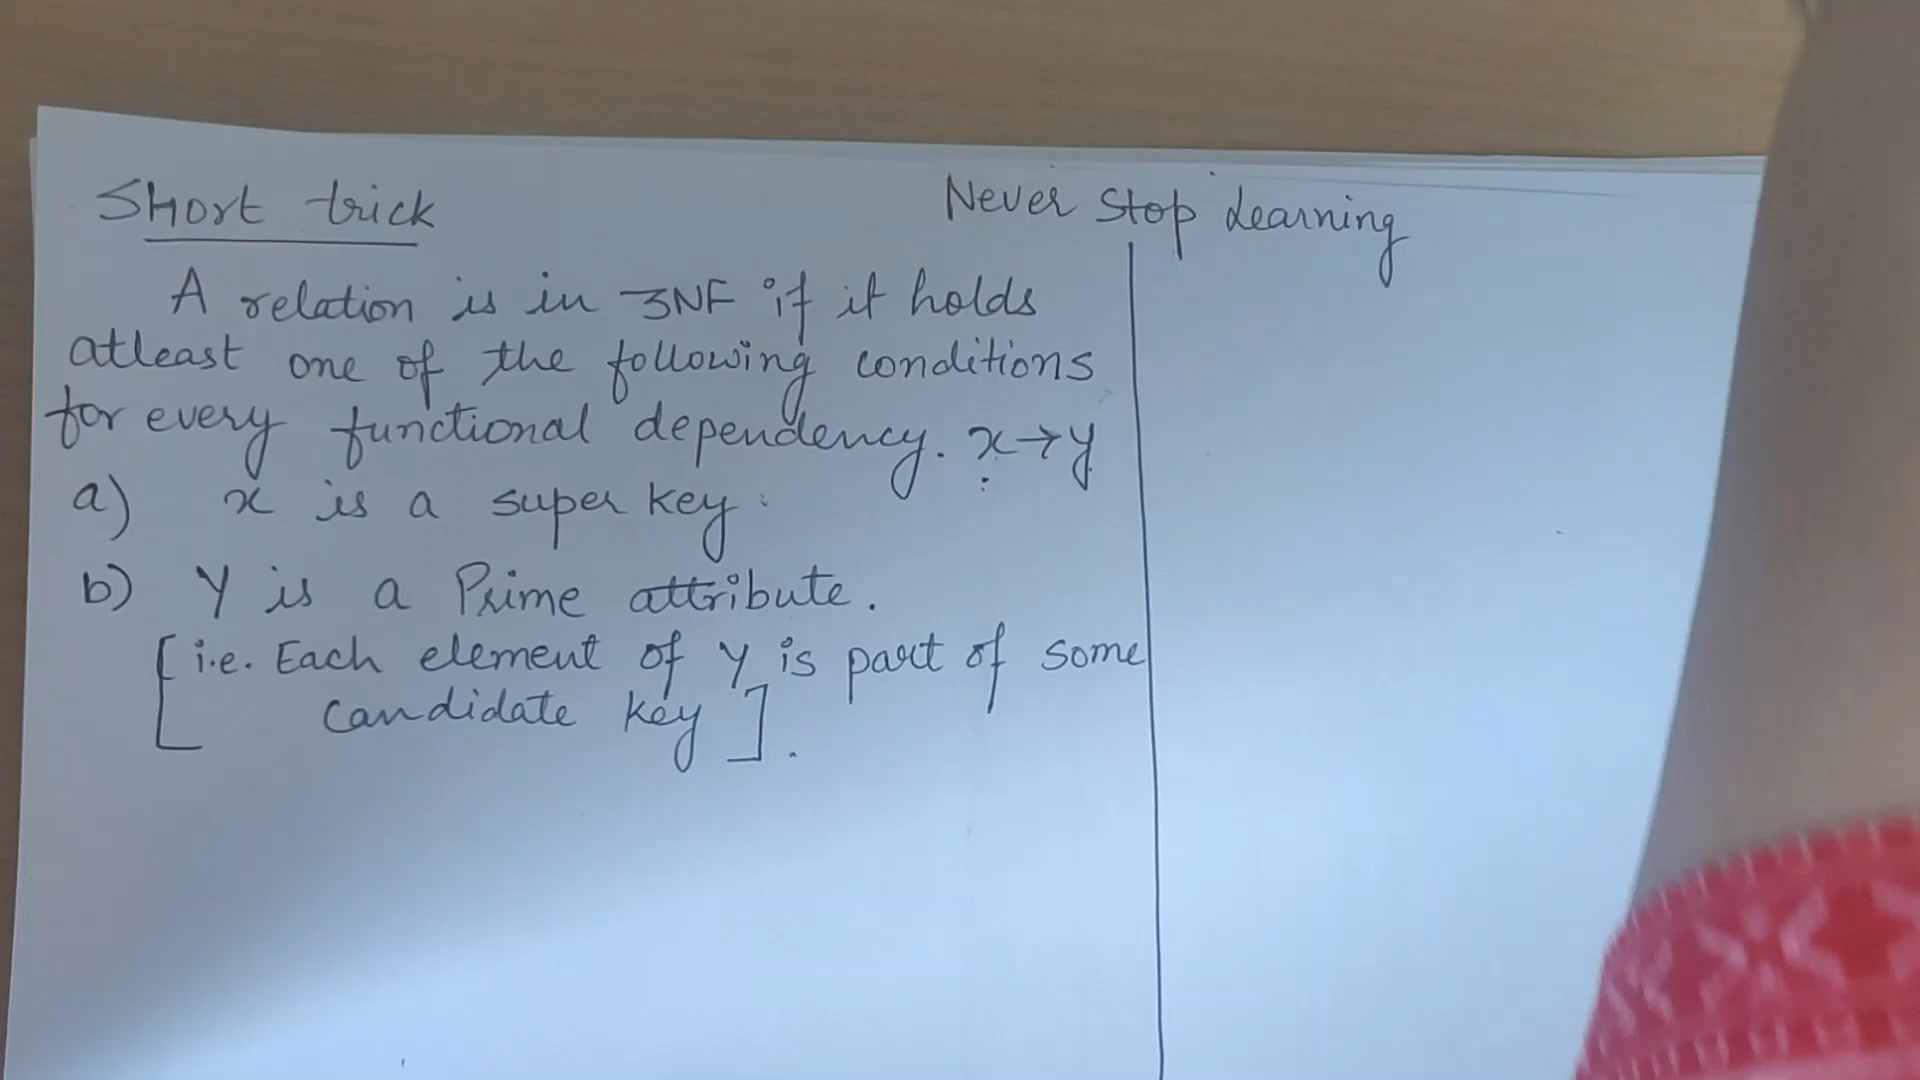 Short trick
Never Stop Learning
A relation is in 3NF if it holds
atleast one of the following conditions
for every functional dependency. x→y
a) x is a super key.
b) Y is a Prime attribute.
[i.e. Each element of Y is part of some
candidate key].